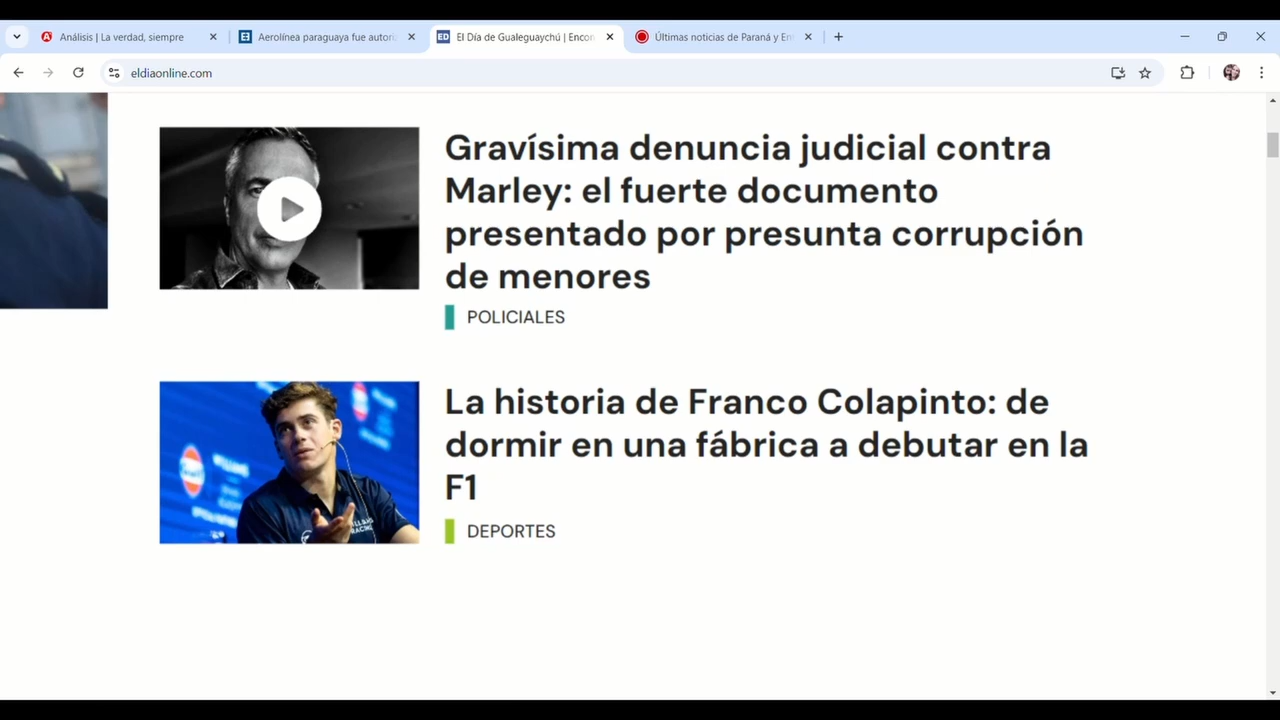 Análisis | La verdad, siempre
Aerolínea paraguaya fue autori
ED
El Día de Gualeguaychú | Encon
Últimas noticias de Paraná y En
eldiaonline.com
Gravísima denuncia judicial contra
Marley: el fuerte documento
presentado por presunta corrupción
de menores
POLICIALES
La historia de Franco Colapinto: de
dormir en una fábrica a debutar en la
F1
DEPORTES